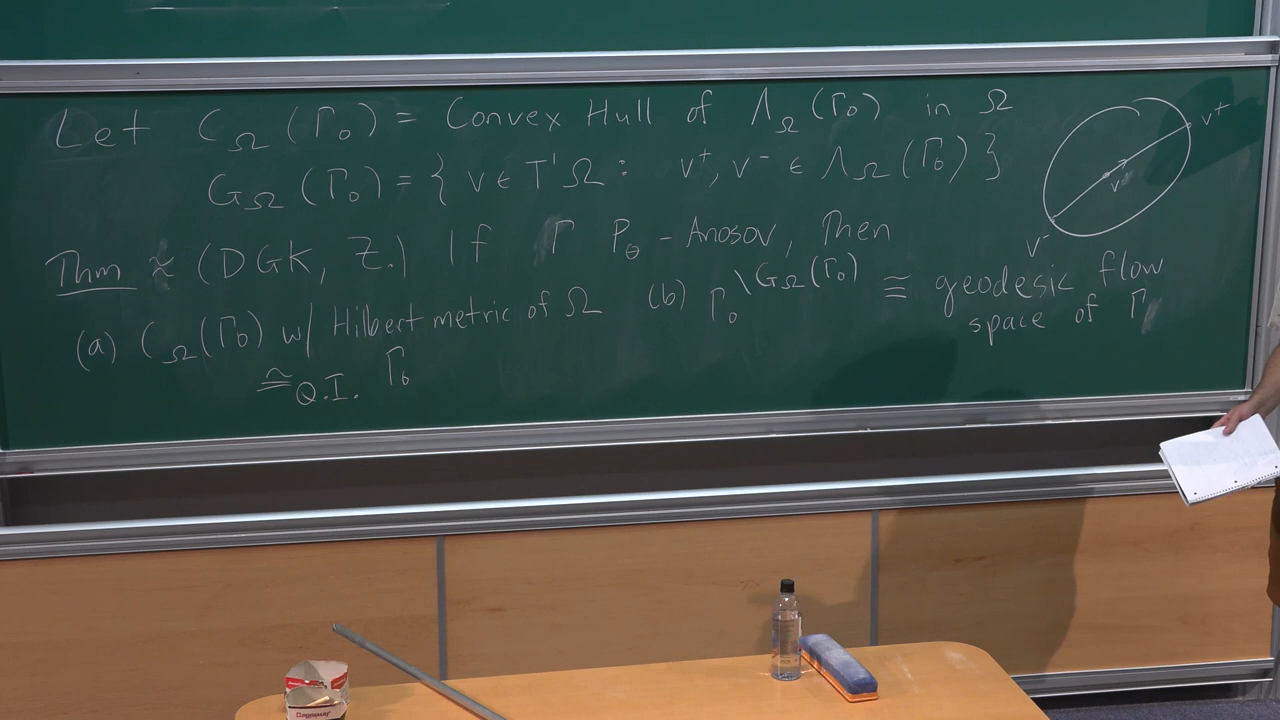 Let C_Ω(Γ₀) = Convex Hull of Λ_Ω(Γ₀) in Ω
G_Ω(Γ₀) = { v ∈ T¹Ω : v⁺, v⁻ ∈ Λ_Ω(Γ₀) }
v⁺
v
v⁻
Thm ≈ (DGK, Z.) If Γ P_θ - Anosov, Then
(a) C_Ω(Γ₀) w/ Hilbert metric of Ω
≅_Q.I. Γ₀
(b) Γ₀\G_Ω(Γ₀) ≅ geodesic flow
space of Γ